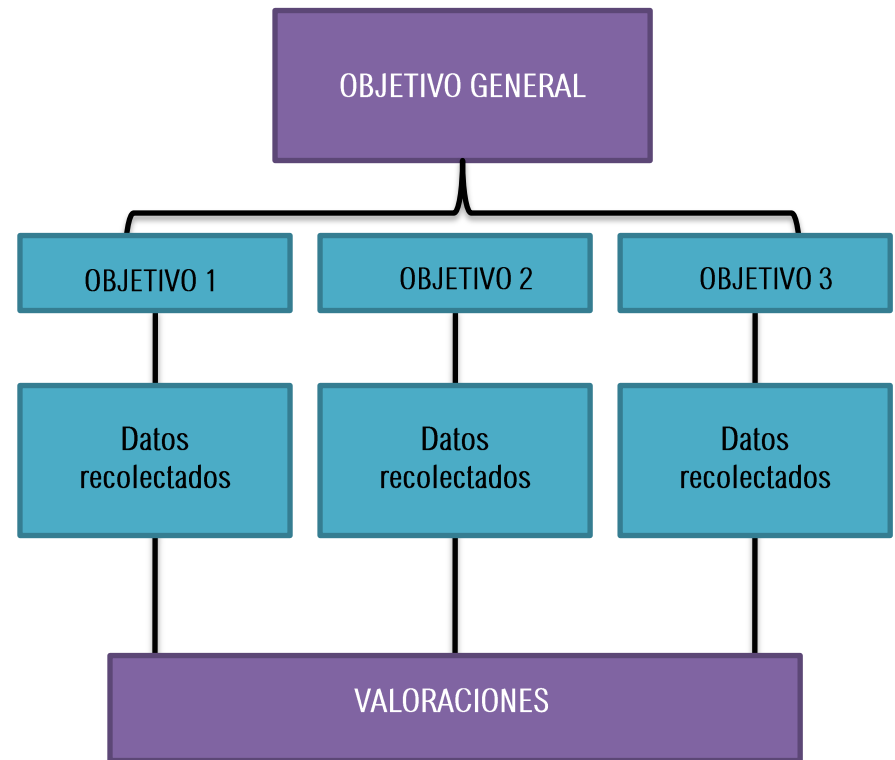 OBJETIVO GENERAL
OBJETIVO 1
OBJETIVO 2
OBJETIVO 3
Datos
recolectados
Datos
recolectados
Datos
recolectados
VALORACIONES